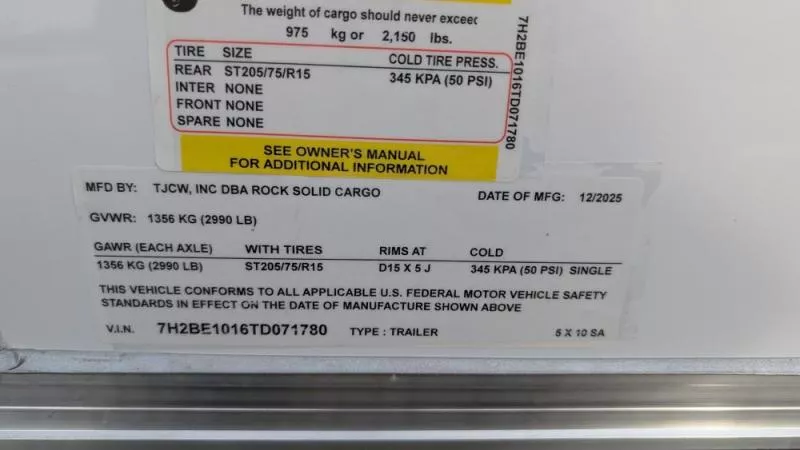 The weight of cargo should never exceed
975 kg or 2,150 lbs.
TIRE SIZE COLD TIRE PRESS.
REAR ST205/75/R15 345 KPA (50 PSI)
INTER NONE
FRONT NONE
SPARE NONE
7H2BE1016TD071780
SEE OWNER'S MANUAL
FOR ADDITIONAL INFORMATION
MFD BY: TJCW, INC DBA ROCK SOLID CARGO DATE OF MFG: 12/2025
GVWR: 1356 KG (2990 LB)
GAWR (EACH AXLE) WITH TIRES RIMS AT COLD
1356 KG (2990 LB) ST205/75/R15 D15 X 5 J 345 KPA (50 PSI) SINGLE
THIS VEHICLE CONFORMS TO ALL APPLICABLE U.S. FEDERAL MOTOR VEHICLE SAFETY
STANDARDS IN EFFECT ON THE DATE OF MANUFACTURE SHOWN ABOVE
V.I.N. 7H2BE1016TD071780 TYPE : TRAILER 5 X 10 SA